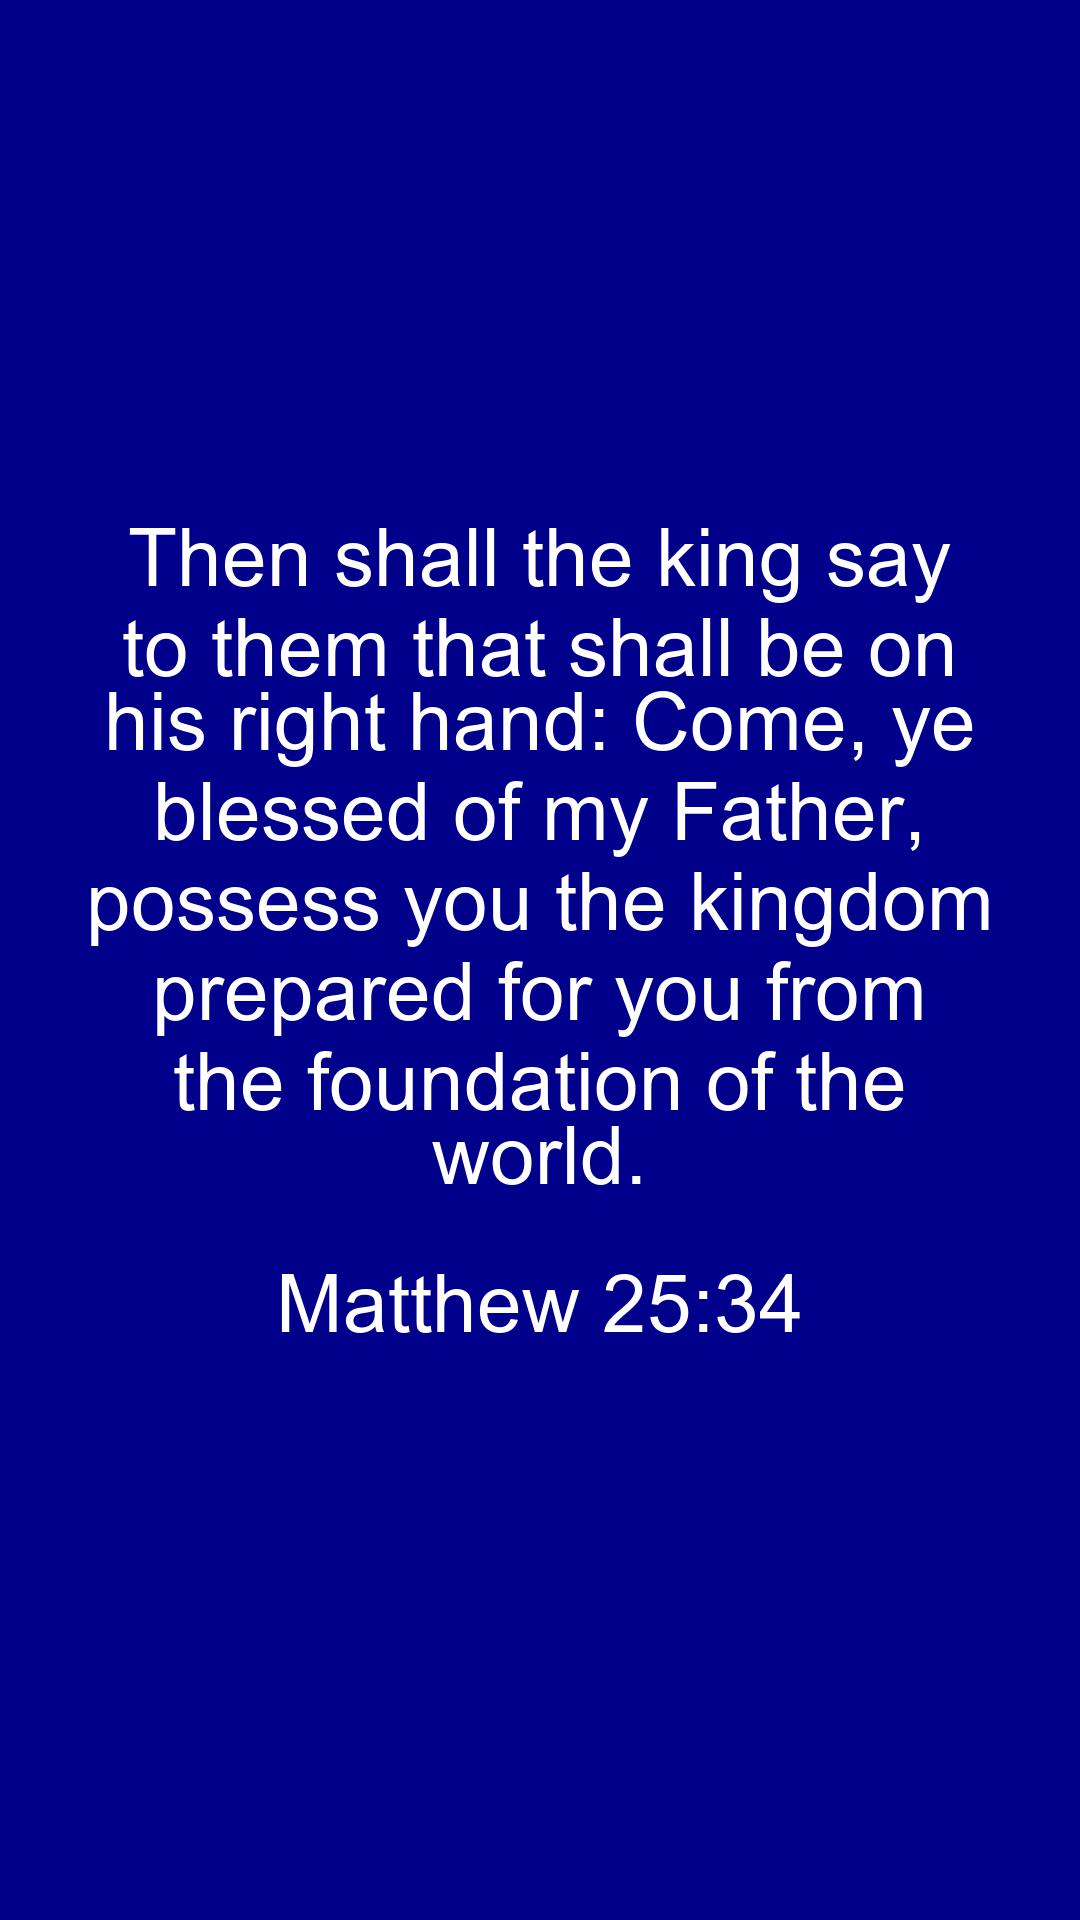 Then shall the king say
to them that shall be on
his right hand: Come, ye
blessed of my Father,
possess you the kingdom
prepared for you from
the foundation of the
world.
Matthew 25:34